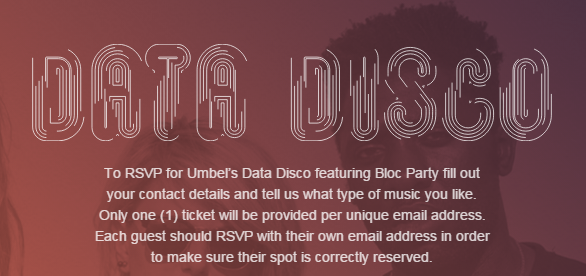 DATA DISCO
To RSVP for Umbel's Data Disco featuring Bloc Party fill out
your contact details and tell us what type of music you like.
Only one (1) ticket will be provided per unique email address.
Each guest should RSVP with their own email address in order
to make sure their spot is correctly reserved.